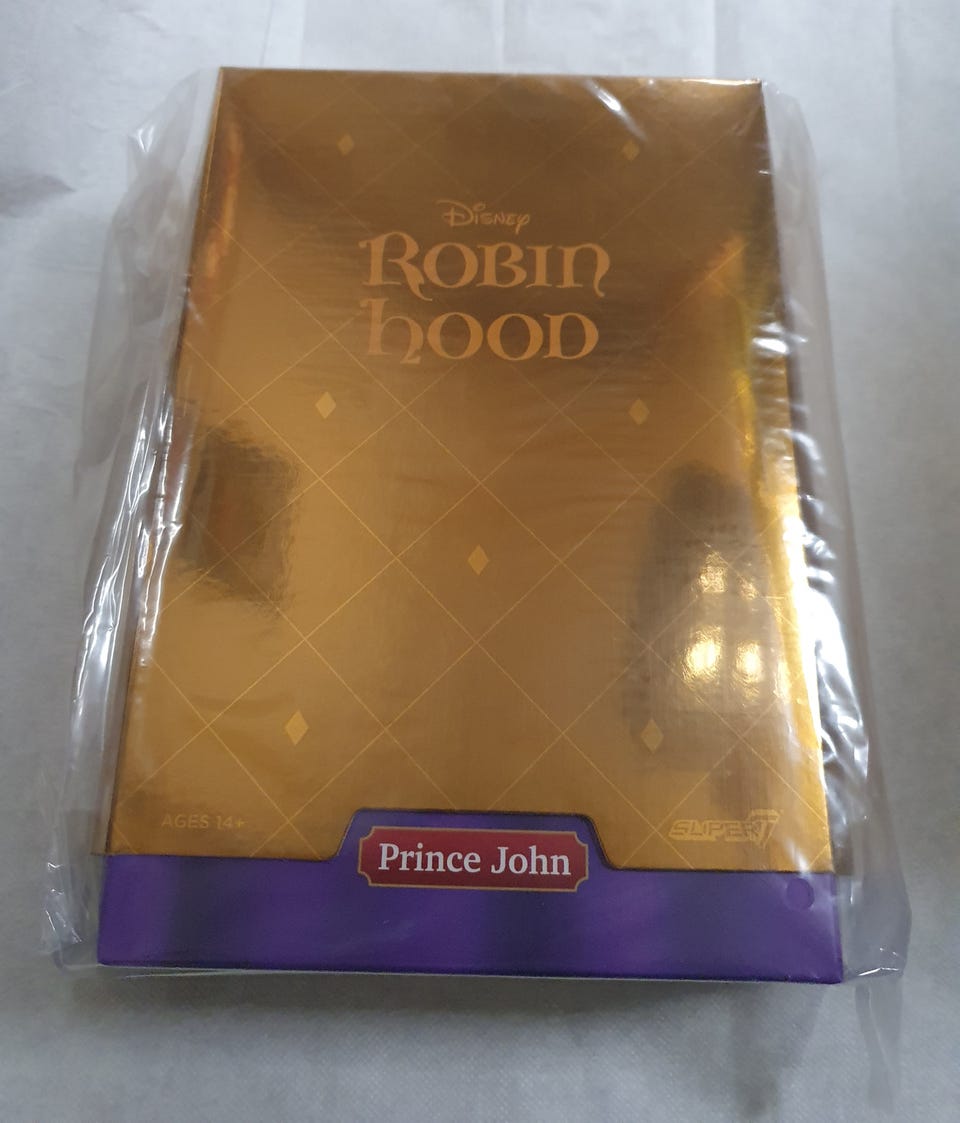 Disney
ROBIN
hOOD
AGES 14+
SUPER7
Prince John